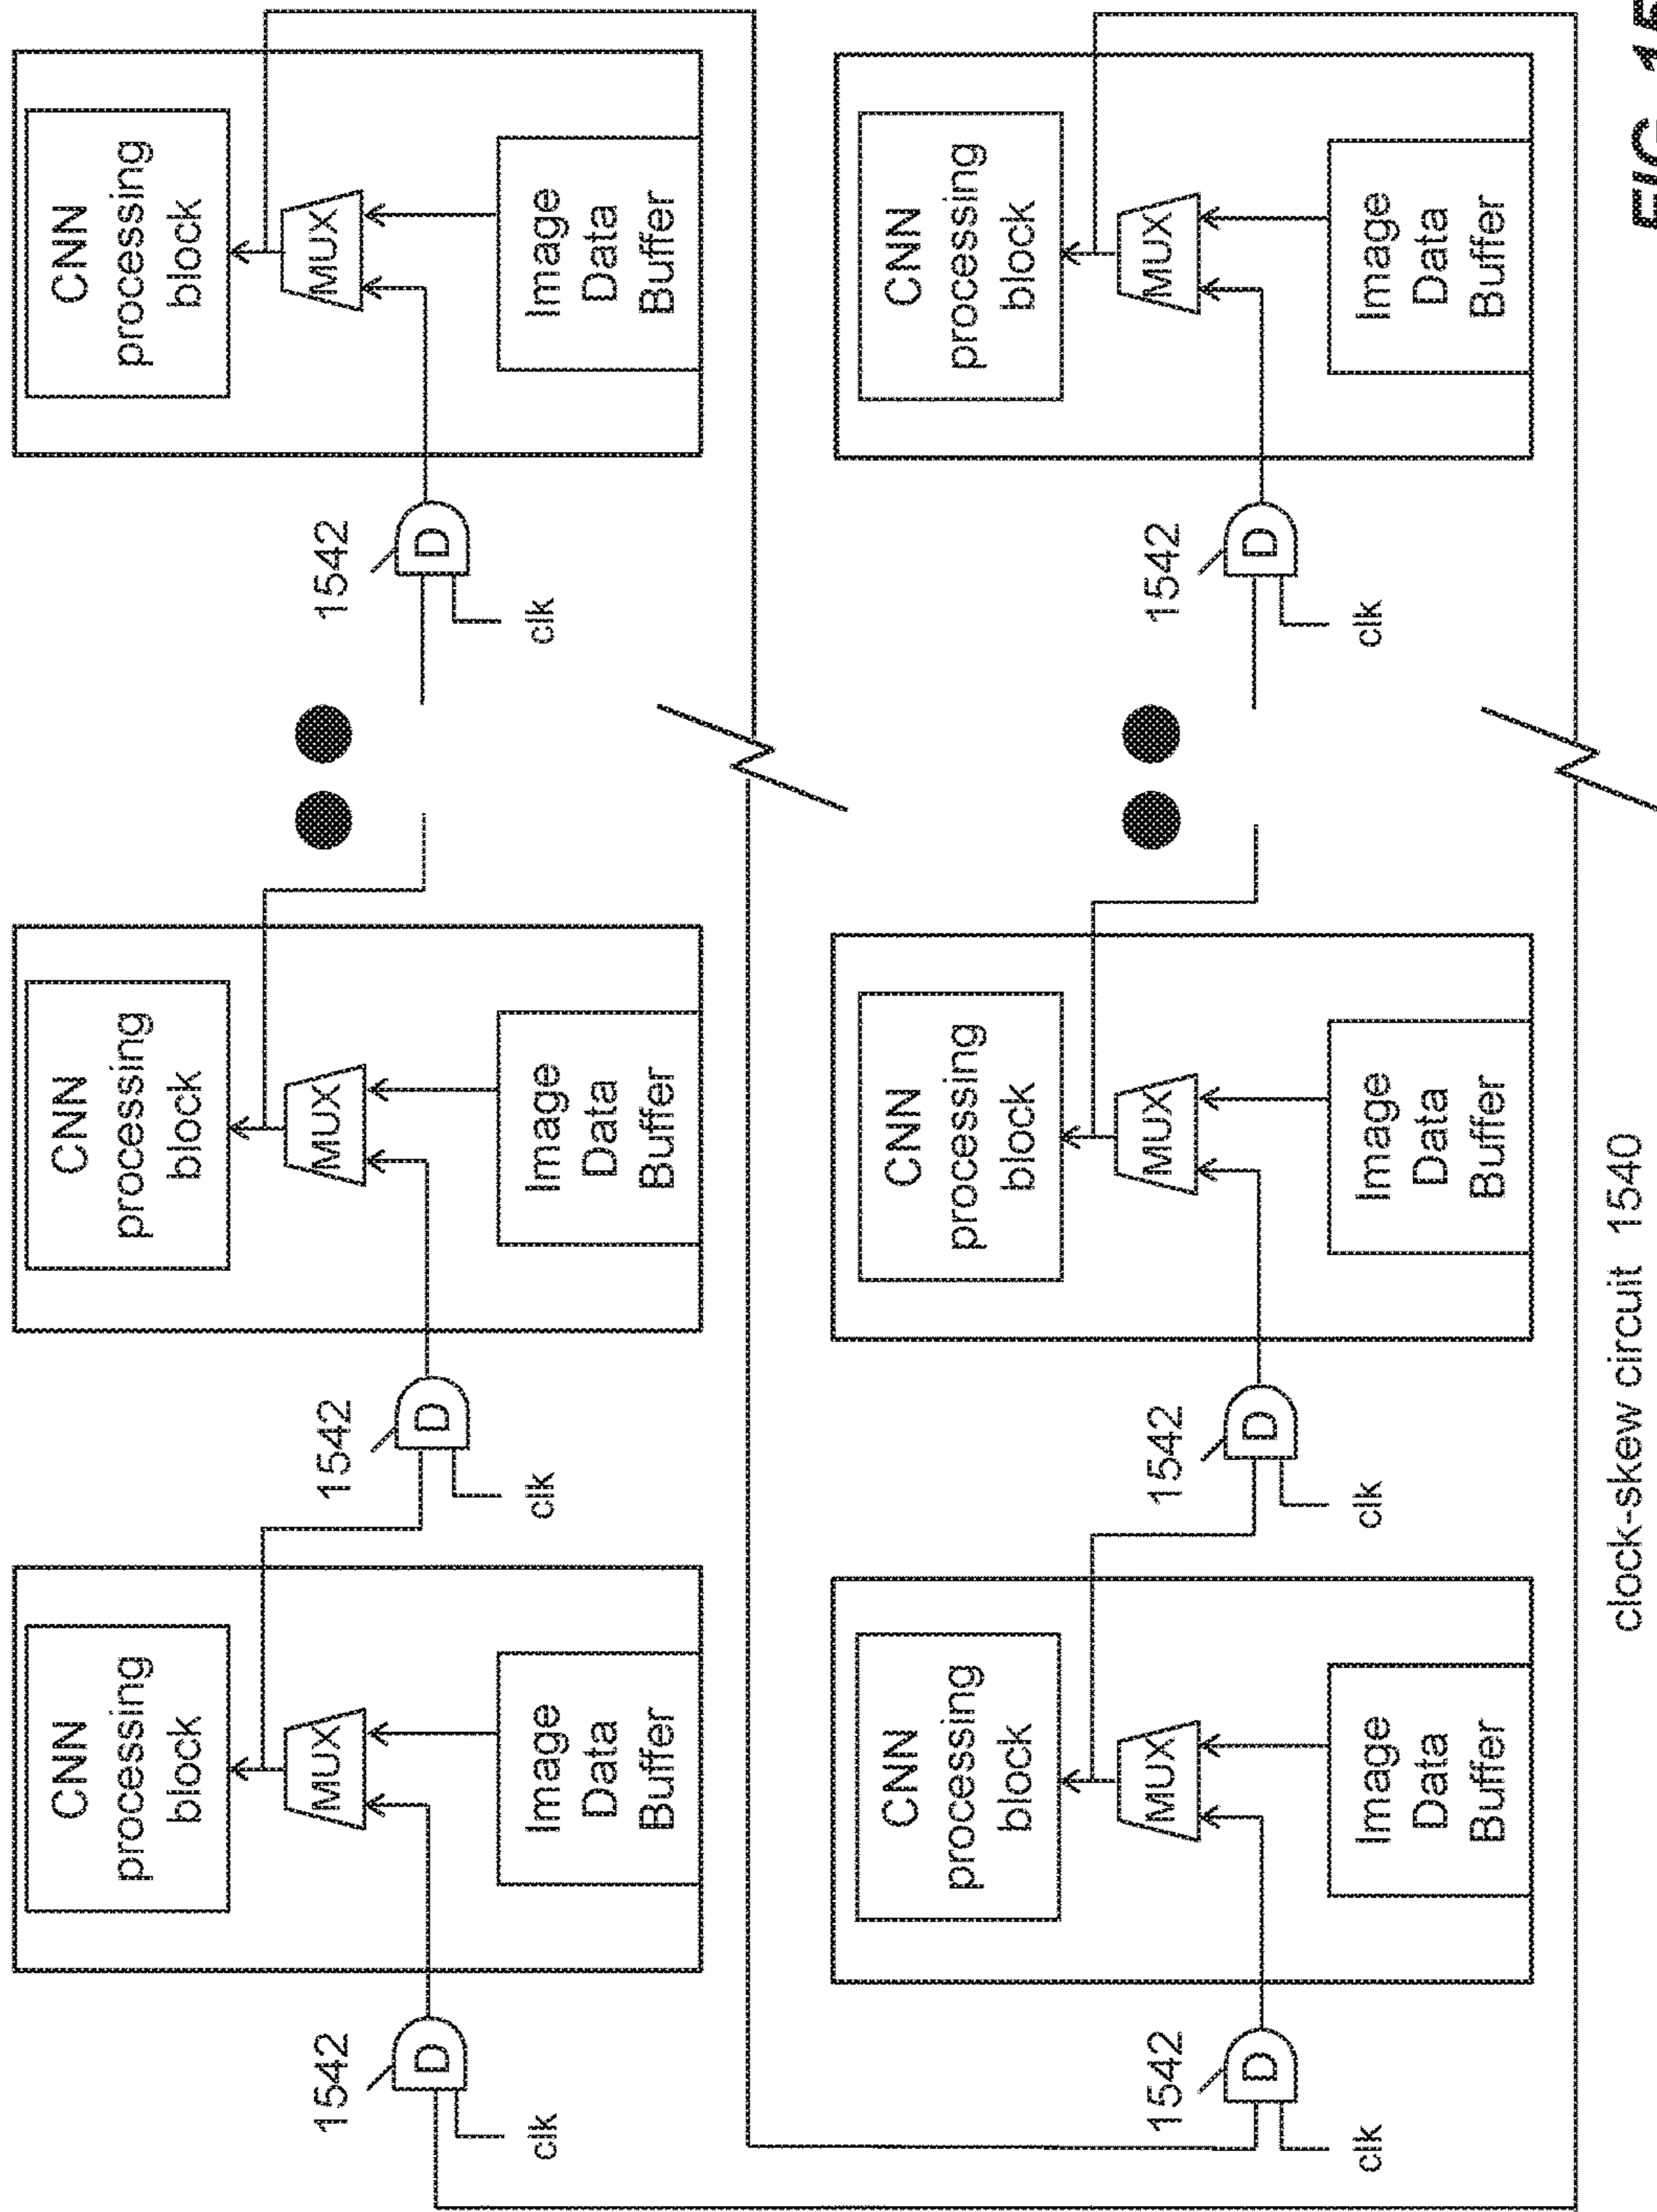 1542
D
clk
CNN
processing
block
MUX
Image
Data
Buffer
1542
D
clk
CNN
processing
block
MUX
Image
Data
Buffer
1542
D
clk
CNN
processing
block
MUX
Image
Data
Buffer
1542
D
clk
CNN
processing
block
MUX
Image
Data
Buffer
1542
D
clk
CNN
processing
block
MUX
Image
Data
Buffer
1542
D
clk
CNN
processing
block
MUX
Image
Data
Buffer
clock-skew circuit 1540
FIG